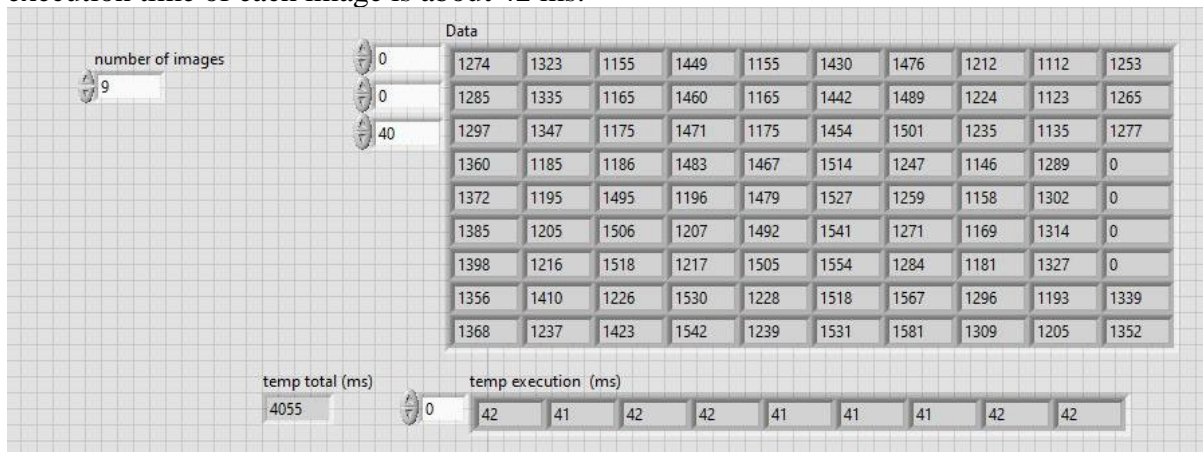 execution time of each image is about 42 ms.
Data
number of images
9
0
0
40
1274 1323 1155 1449 1155 1430 1476 1212 1112 1253
1285 1335 1165 1460 1165 1442 1489 1224 1123 1265
1297 1347 1175 1471 1175 1454 1501 1235 1135 1277
1360 1185 1186 1483 1467 1514 1247 1146 1289 0
1372 1195 1495 1196 1479 1527 1259 1158 1302 0
1385 1205 1506 1207 1492 1541 1271 1169 1314 0
1398 1216 1518 1217 1505 1554 1284 1181 1327 0
1356 1410 1226 1530 1228 1518 1567 1296 1193 1339
1368 1237 1423 1542 1239 1531 1581 1309 1205 1352
temp total (ms)
4055
temp execution (ms)
0
42 41 42 42 41 41 41 42 42